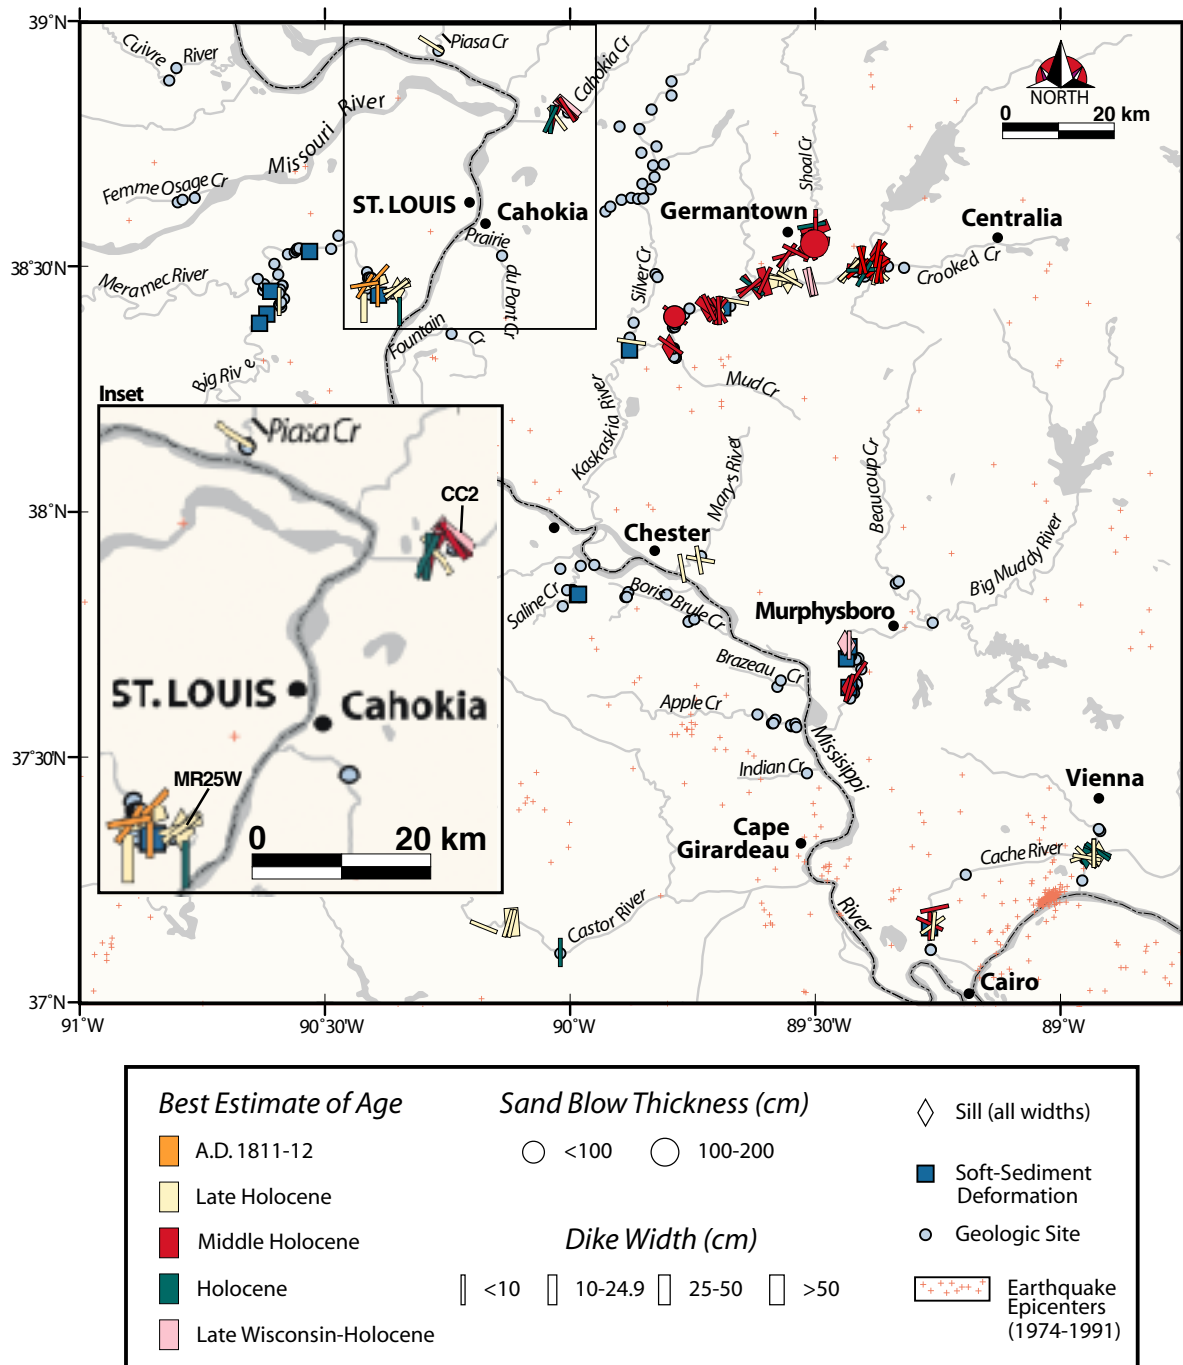 39°N
Cuivre River
Piasa Cr
Cahokia Cr
NORTH
0 20 km
Missouri River
Shoal Cr
Femme Osage Cr
ST. LOUIS
Cahokia
Germantown
Centralia
Prairie du Pont Cr
38°30'N
Meramec River
Silver Cr
Crooked Cr
Fountain Cr
Big River
Mud Cr
Inset
Piasa Cr
CC2
ST. LOUIS
Cahokia
MR25W
0 20 km
Kaskaskia River
Mary's River
Beaucoup Cr
38°N
Chester
Big Muddy River
Saline Cr
Bois Brule Cr
Murphysboro
Brazeau Cr
Apple Cr
Missisippi River
37°30'N
Indian Cr
Vienna
Cape
Girardeau
Cache River
Castor River
Cairo
37°N
91°W
90°30'W
90°W
89°30'W
89°W
Best Estimate of Age
A.D. 1811-12
Late Holocene
Middle Holocene
Holocene
Late Wisconsin-Holocene
Sand Blow Thickness (cm)
<100
100-200
Dike Width (cm)
<10
10-24.9
25-50
>50
Sill (all widths)
Soft-Sediment
Deformation
Geologic Site
Earthquake
Epicenters
(1974-1991)